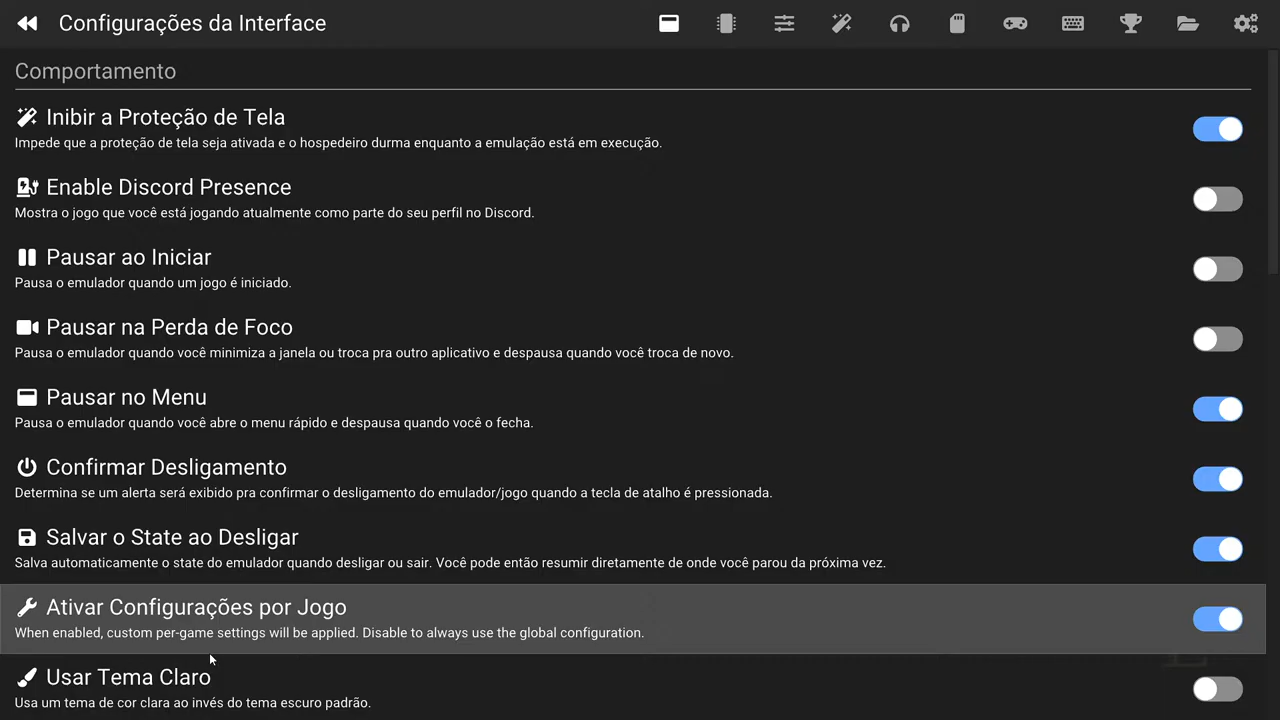 Configurações da Interface
Comportamento
Inibir a Proteção de Tela
Impede que a proteção de tela seja ativada e o hospedeiro durma enquanto a emulação está em execução.
Enable Discord Presence
Mostra o jogo que você está jogando atualmente como parte do seu perfil no Discord.
Pausar ao Iniciar
Pausa o emulador quando um jogo é iniciado.
Pausar na Perda de Foco
Pausa o emulador quando você minimiza a janela ou troca pra outro aplicativo e despausa quando você troca de novo.
Pausar no Menu
Pausa o emulador quando você abre o menu rápido e despausa quando você o fecha.
Confirmar Desligamento
Determina se um alerta será exibido pra confirmar o desligamento do emulador/jogo quando a tecla de atalho é pressionada.
Salvar o State ao Desligar
Salva automaticamente o state do emulador quando desligar ou sair. Você pode então resumir diretamente de onde você parou da próxima vez.
Ativar Configurações por Jogo
When enabled, custom per-game settings will be applied. Disable to always use the global configuration.
Usar Tema Claro
Usa um tema de cor clara ao invés do tema escuro padrão.